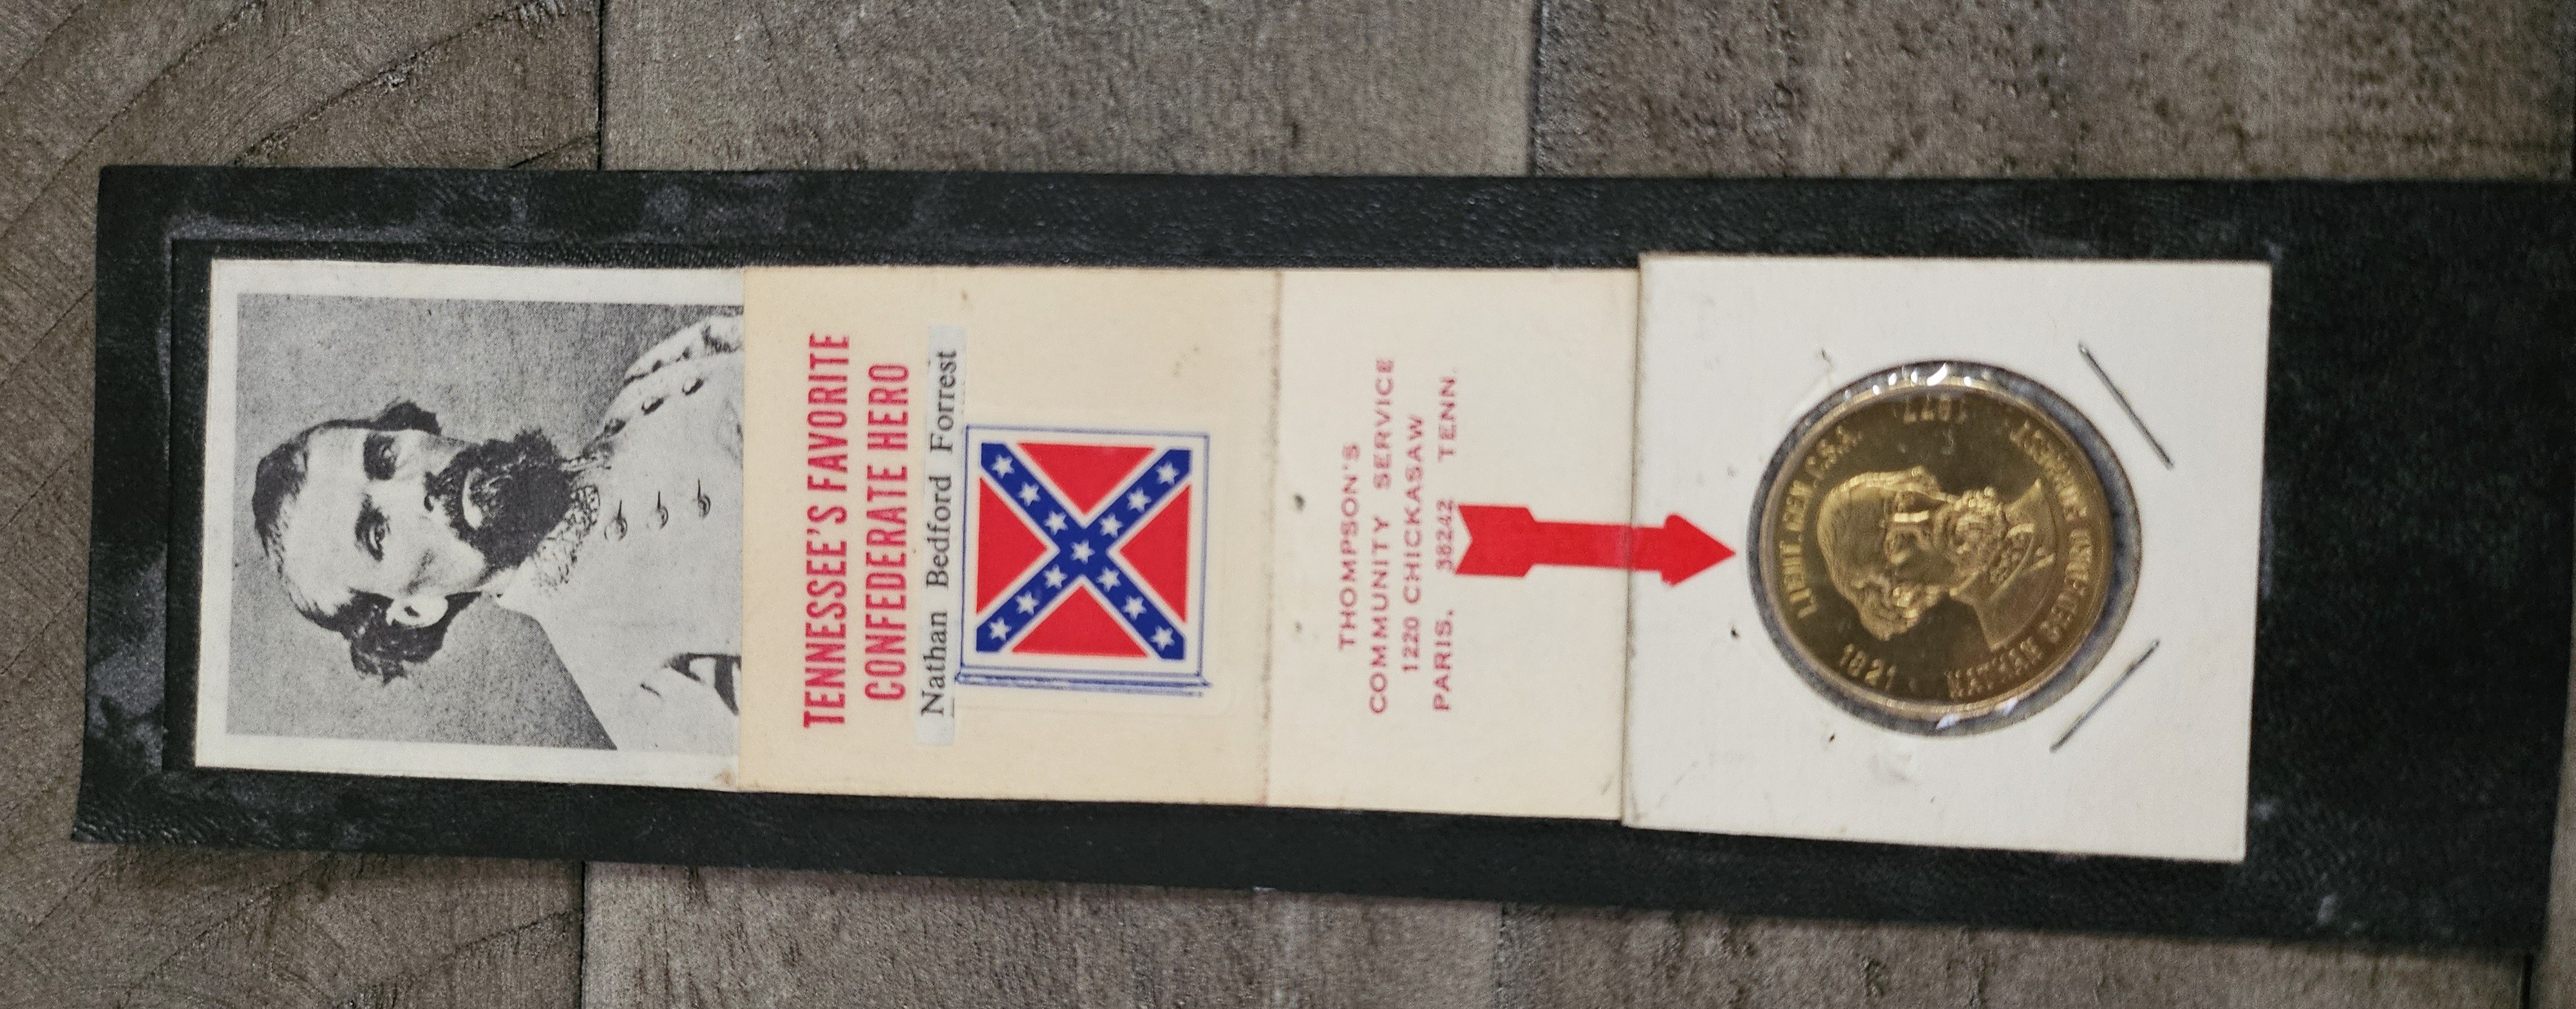 TENNESSEE'S FAVORITE
CONFEDERATE HERO
Nathan Bedford Forrest
THOMPSON'S
COMMUNITY SERVICE
1220 CHICKASAW
PARIS, 38242 TENN.
LIEUT. GEN. C.S.A.
1821 1877
NATHAN BEDFORD FORREST